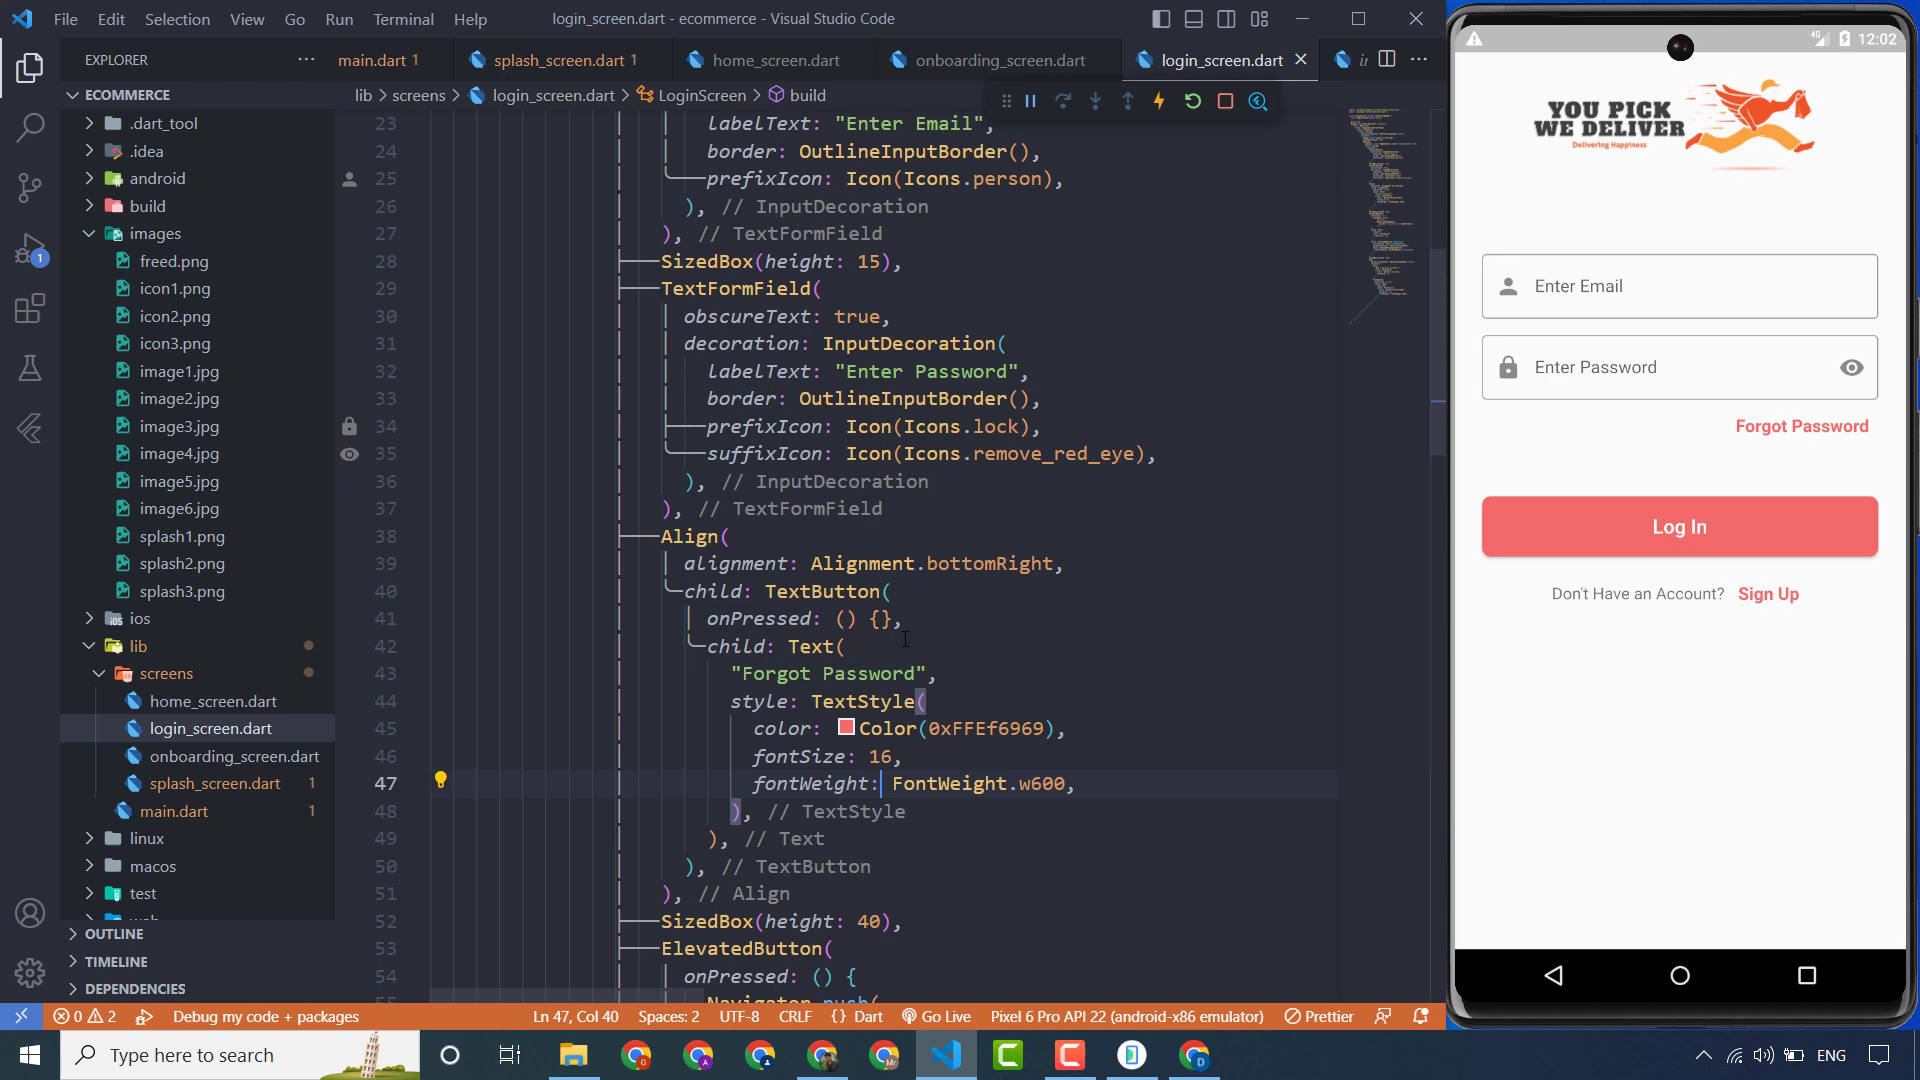 File Edit Selection View Go Run Terminal Help
login_screen.dart - ecommerce - Visual Studio Code
EXPLORER
main.dart 1
splash_screen.dart 1
home_screen.dart
onboarding_screen.dart
login_screen.dart
ECOMMERCE
lib > screens > login_screen.dart > LoginScreen > build
.dart_tool
.idea
android
build
images
freed.png
icon1.png
icon2.png
icon3.png
image1.jpg
image2.jpg
image3.jpg
image4.jpg
image5.jpg
image6.jpg
splash1.png
splash2.png
splash3.png
ios
lib
screens
home_screen.dart
login_screen.dart
onboarding_screen.dart
splash_screen.dart 1
main.dart 1
linux
macos
test
OUTLINE
TIMELINE
DEPENDENCIES
23 labelText: "Enter Email",
24 border: OutlineInputBorder(),
25 prefixIcon: Icon(Icons.person),
26 ), // InputDecoration
27 ), // TextFormField
28 SizedBox(height: 15),
29 TextFormField(
30 obscureText: true,
31 decoration: InputDecoration(
32 labelText: "Enter Password",
33 border: OutlineInputBorder(),
34 prefixIcon: Icon(Icons.lock),
35 suffixIcon: Icon(Icons.remove_red_eye),
36 ), // InputDecoration
37 ), // TextFormField
38 Align(
39 alignment: Alignment.bottomRight,
40 child: TextButton(
41 onPressed: () {},
42 child: Text(
43 "Forgot Password",
44 style: TextStyle(
45 color: Color(0xFFEf6969),
46 fontSize: 16,
47 fontWeight: FontWeight.w600,
48 ), // TextStyle
49 ), // Text
50 ), // TextButton
51 ), // Align
52 SizedBox(height: 40),
53 ElevatedButton(
54 onPressed: () {
55 Navigator.push(
0 2 Debug my code + packages Ln 47, Col 40 Spaces: 2 UTF-8 CRLF {} Dart Go Live Pixel 6 Pro API 22 (android-x86 emulator) Prettier
Type here to search
ENG
4G 12:02
YOU PICK
WE DELIVER
Delivering Happiness
Enter Email
Enter Password
Forgot Password
Log In
Don't Have an Account? Sign Up